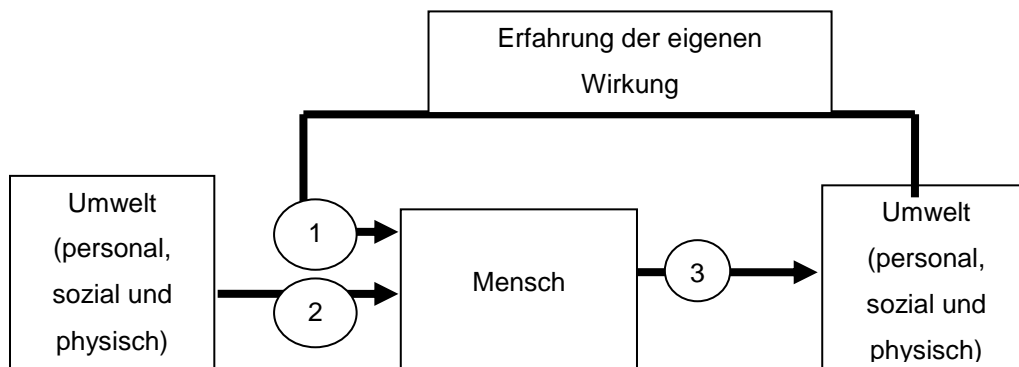 Erfahrung der eigenen
Wirkung
Umwelt
(personal,
sozial und
physisch)
1
2
Mensch
3
Umwelt
(personal,
sozial und
physisch)